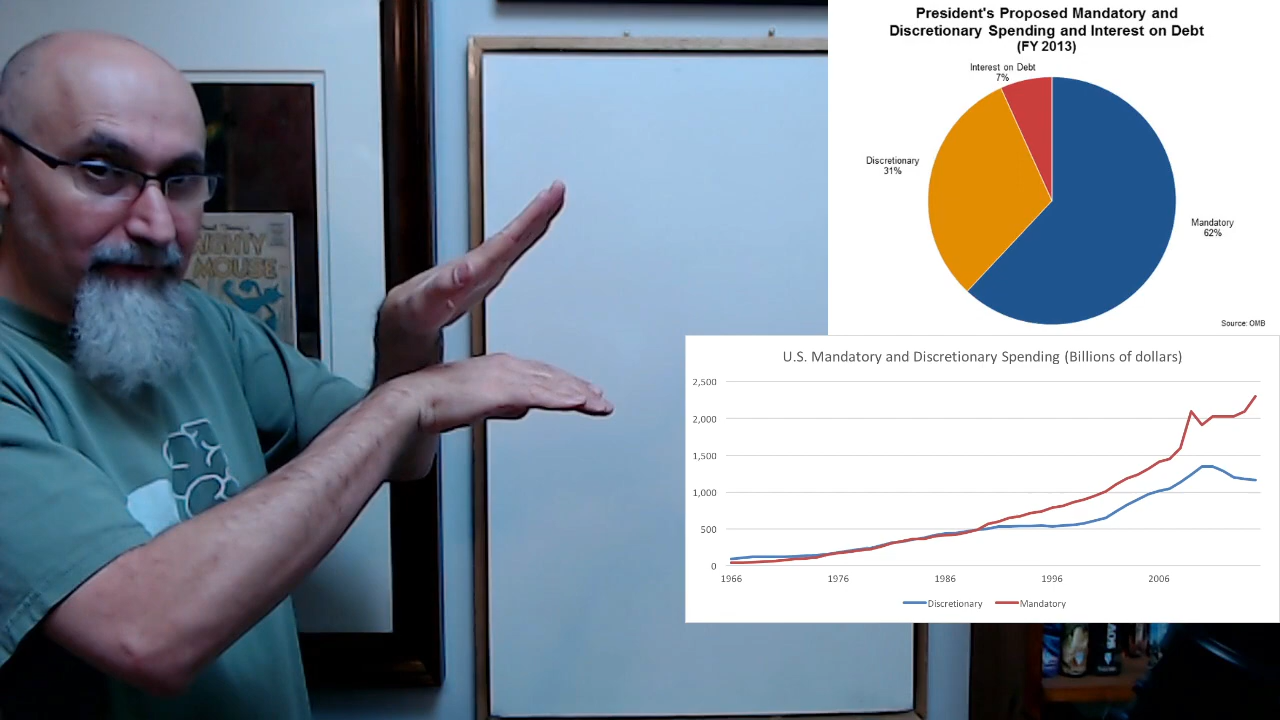 President's Proposed Mandatory and
Discretionary Spending and Interest on Debt
(FY 2013)
Interest on Debt
7%
Discretionary
31%
Mandatory
62%
Source: OMB
MIGHTY
MOUSE
U.S. Mandatory and Discretionary Spending (Billions of dollars)
2,500
2,000
1,500
1,000
500
0
1966
1976
1986
1996
2006
Discretionary
Mandatory